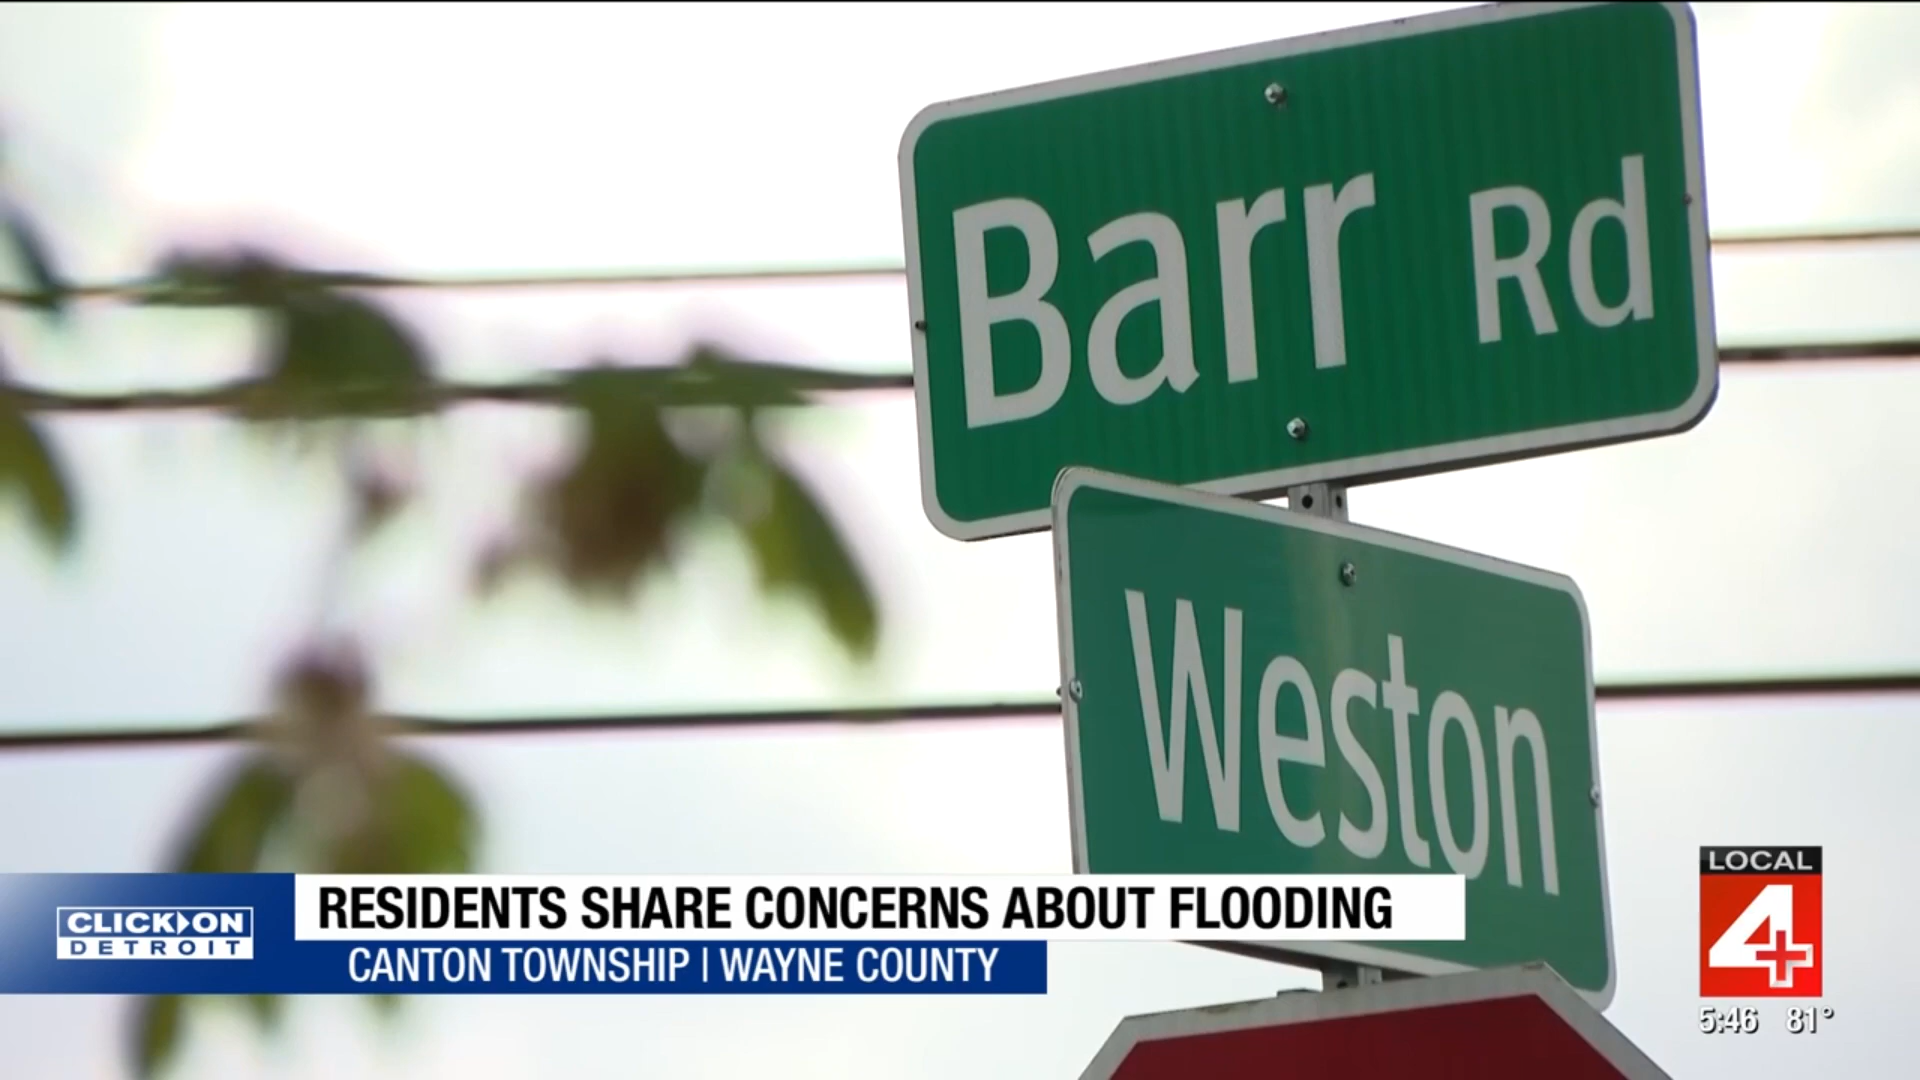 Barr Rd
Weston
CLICK ON
DETROIT
RESIDENTS SHARE CONCERNS ABOUT FLOODING
CANTON TOWNSHIP | WAYNE COUNTY
LOCAL
4+
5:46 81°